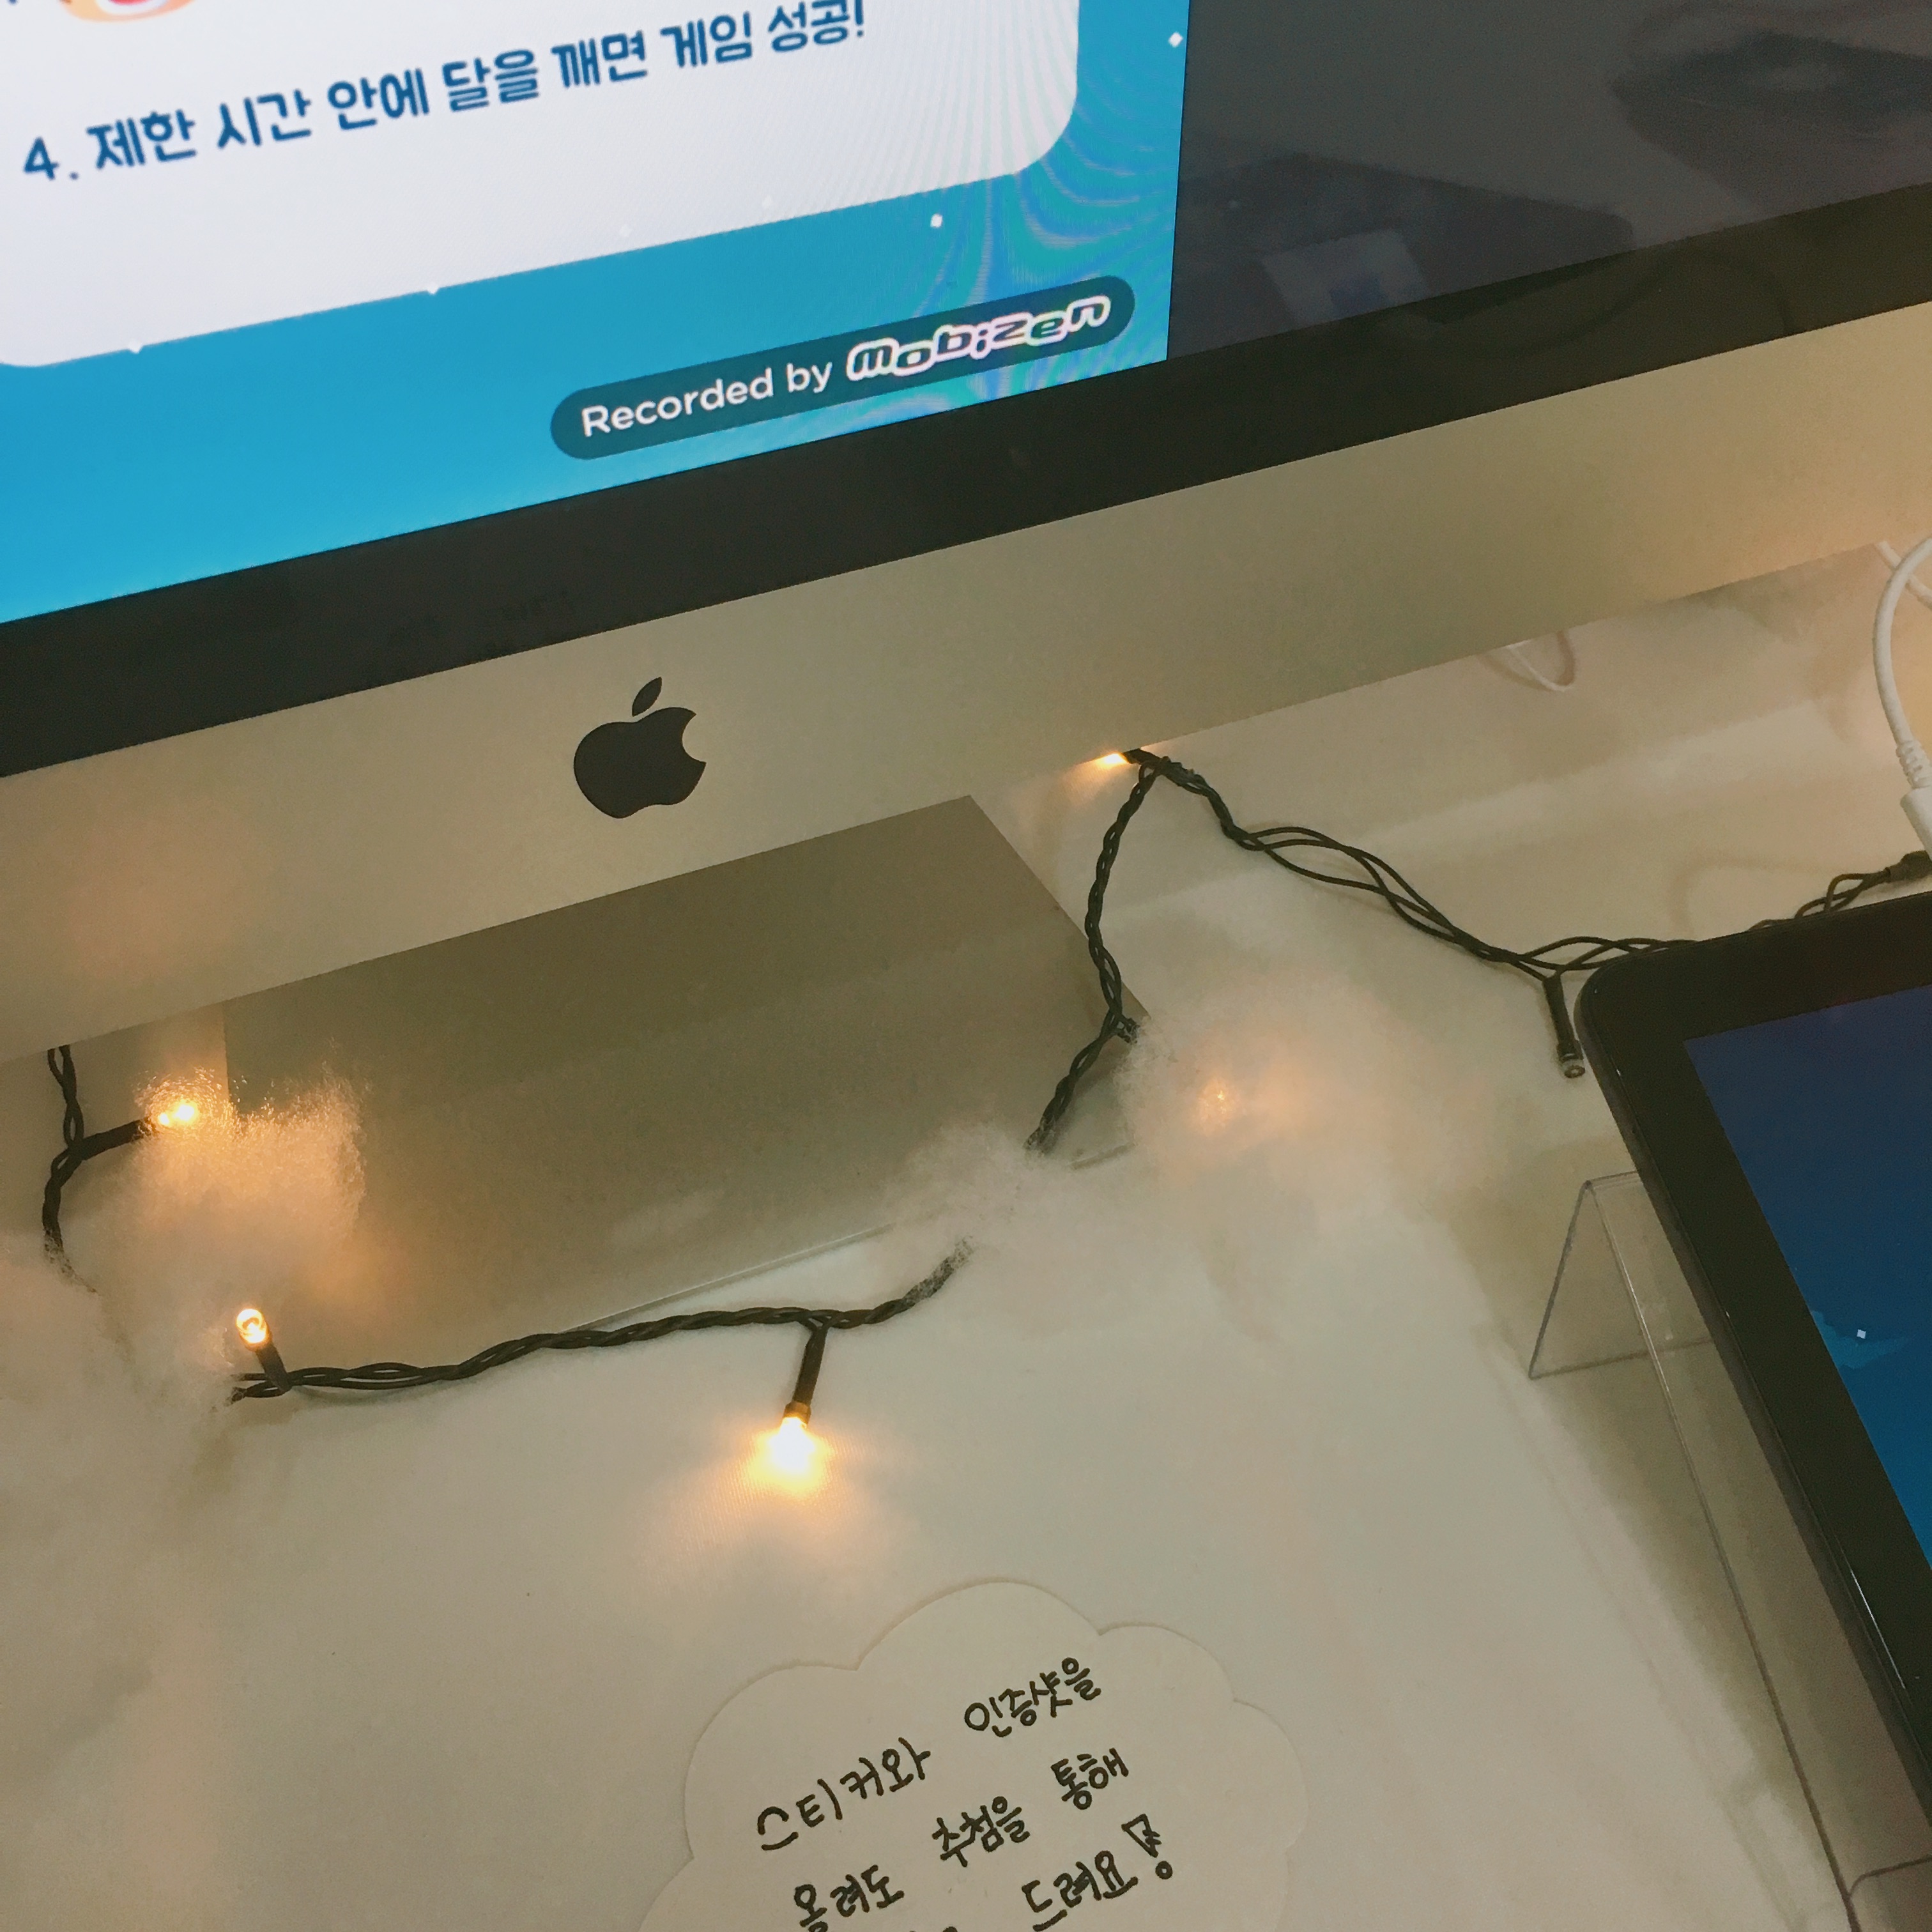 4. 제한 시간 안에 달을 깨면 게임 성공!
Recorded by mobizen
스티커와 인증샷을
올려도 추첨을 통해
드려요!